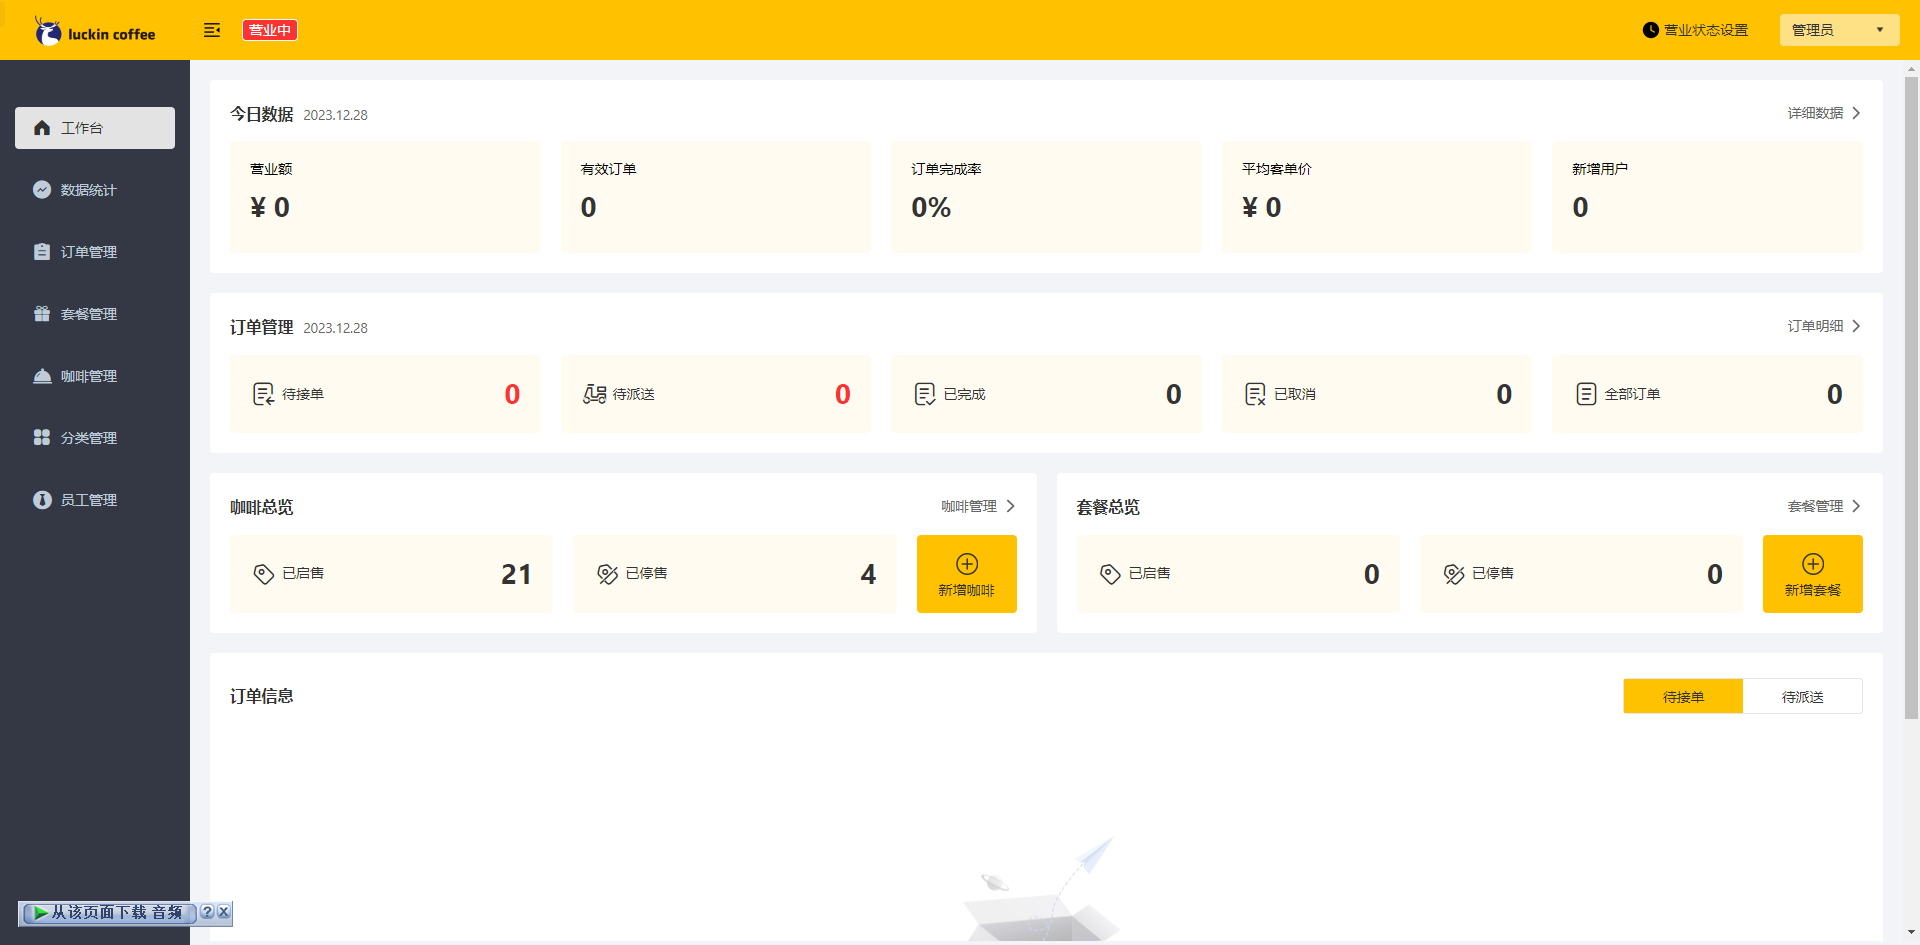 luckin coffee
营业中
营业状态设置
管理员
工作台
数据统计
订单管理
套餐管理
咖啡管理
分类管理
员工管理
今日数据 2023.12.28
详细数据
营业额
¥ 0
有效订单
0
订单完成率
0%
平均客单价
¥ 0
新增用户
0
订单管理 2023.12.28
订单明细
待接单 0
待派送 0
已完成 0
已取消 0
全部订单 0
咖啡总览
咖啡管理
已启售 21
已停售 4
新增咖啡
套餐总览
套餐管理
已启售 0
已停售 0
新增套餐
订单信息
待接单
待派送
从该页面下载 音频 ? X